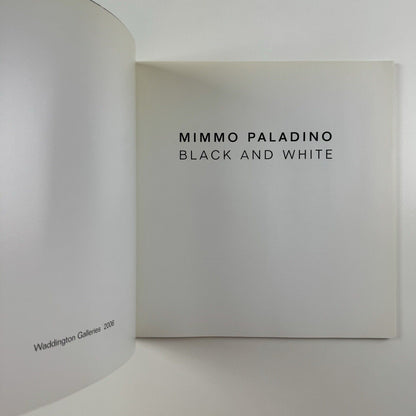 Waddington Galleries 2006
MIMMO PALADINO
BLACK AND WHITE